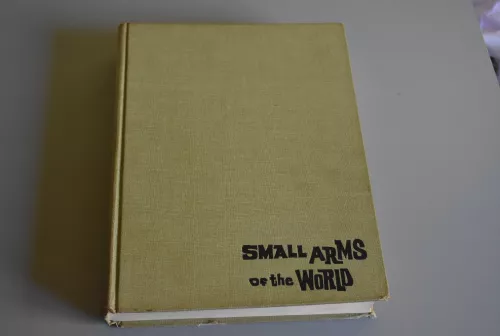 SMALL ARMS
OF the WORLD